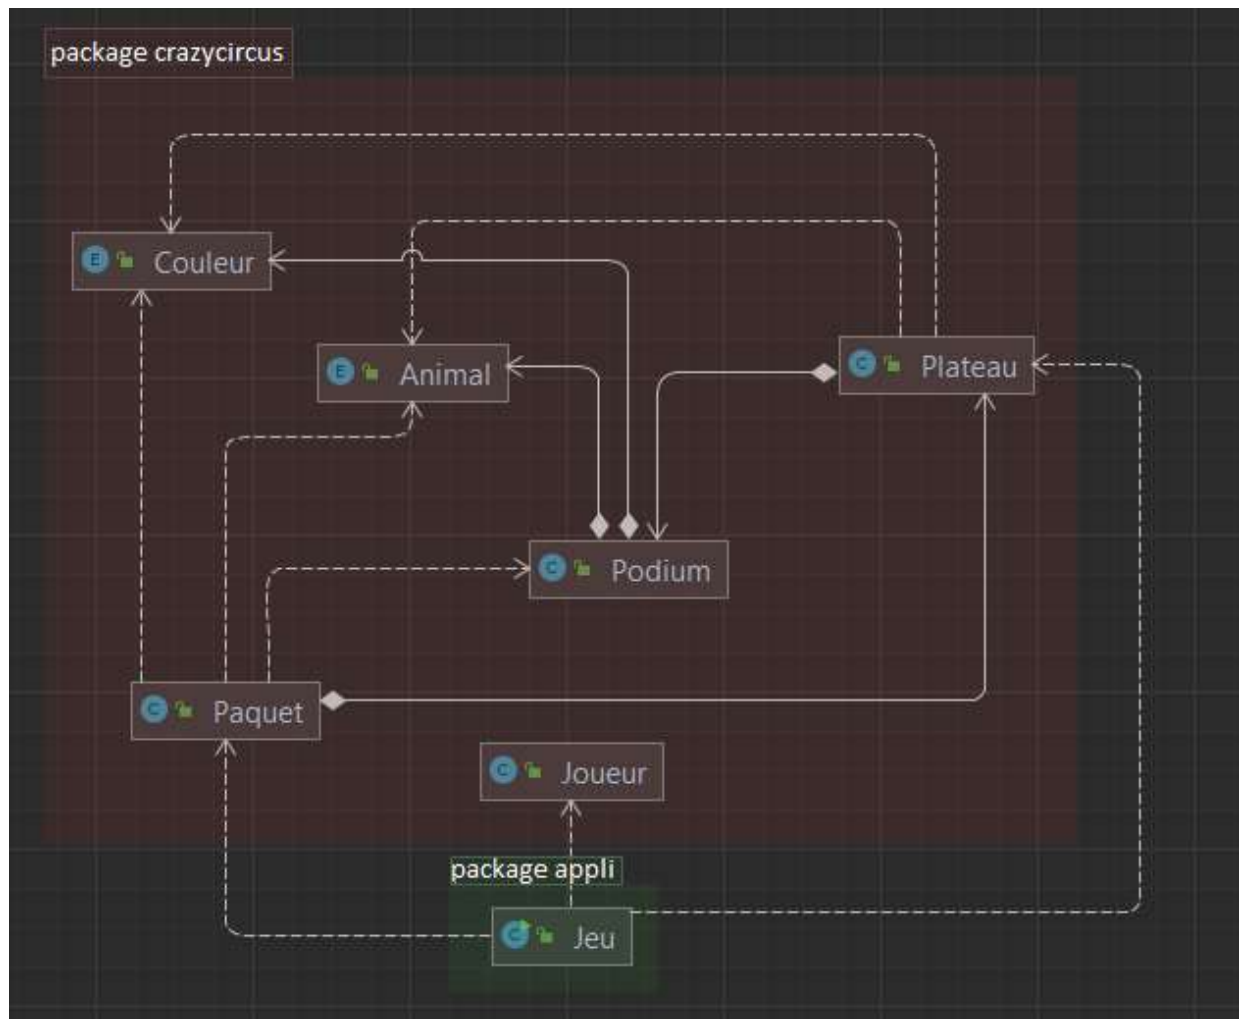 package crazycircus
E Couleur
E Animal
C Plateau
C Podium
C Paquet
C Joueur
package appli
C Jeu